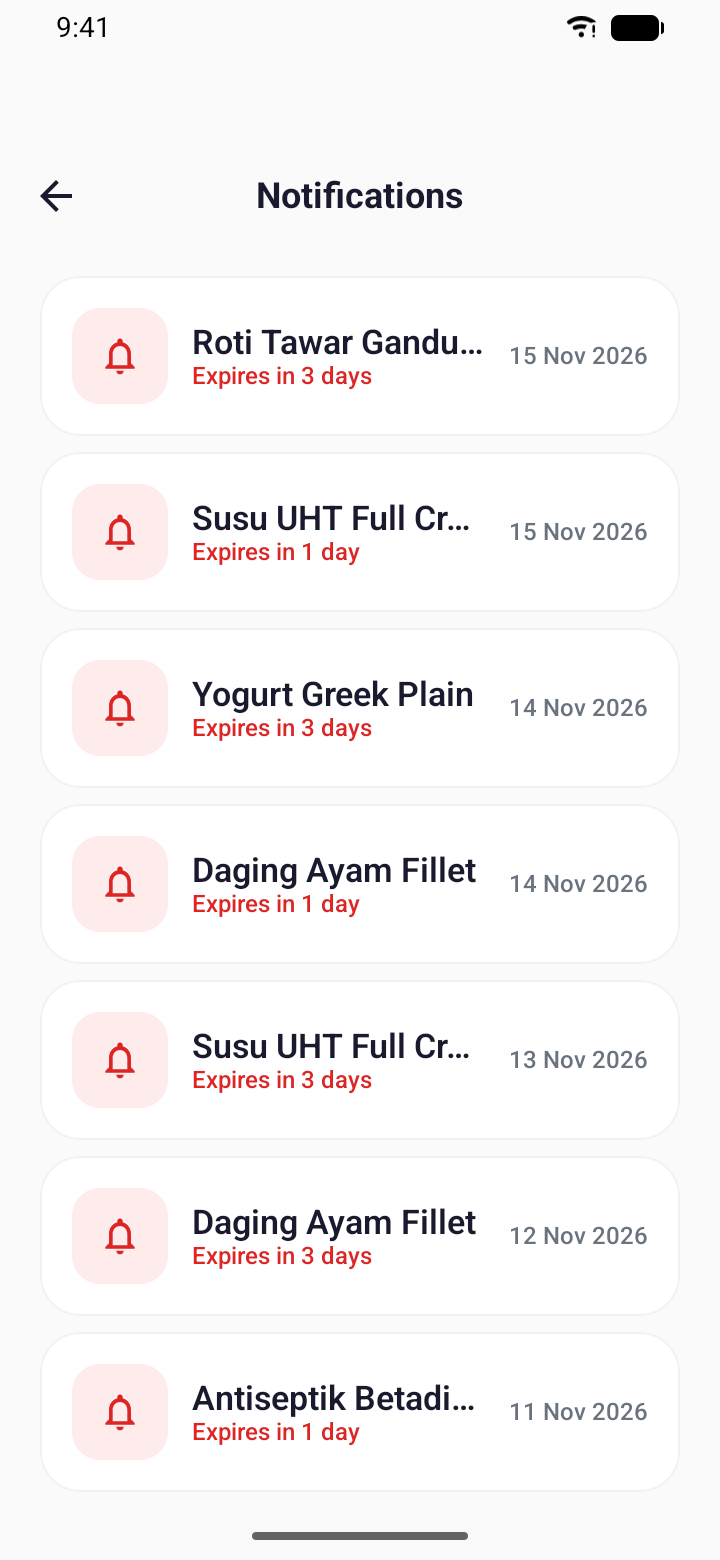 9:41
Notifications
Roti Tawar Gandu...
Expires in 3 days
15 Nov 2026
Susu UHT Full Cr...
Expires in 1 day
15 Nov 2026
Yogurt Greek Plain
Expires in 3 days
14 Nov 2026
Daging Ayam Fillet
Expires in 1 day
14 Nov 2026
Susu UHT Full Cr...
Expires in 3 days
13 Nov 2026
Daging Ayam Fillet
Expires in 3 days
12 Nov 2026
Antiseptik Betadi...
Expires in 1 day
11 Nov 2026